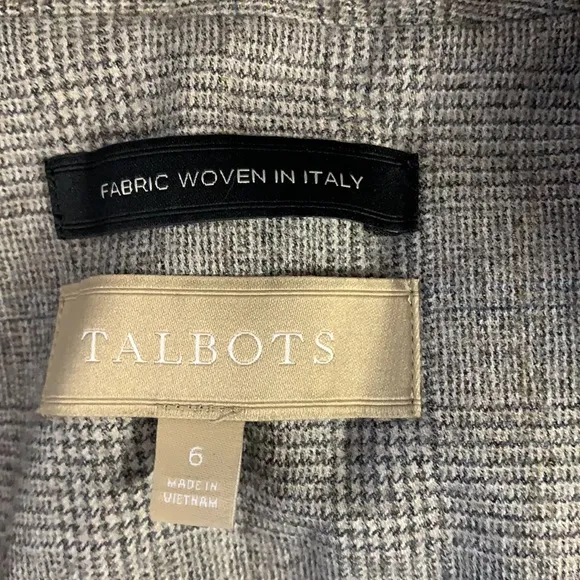 FABRIC WOVEN IN ITALY
TALBOTS
6
MADE IN
VIETNAM